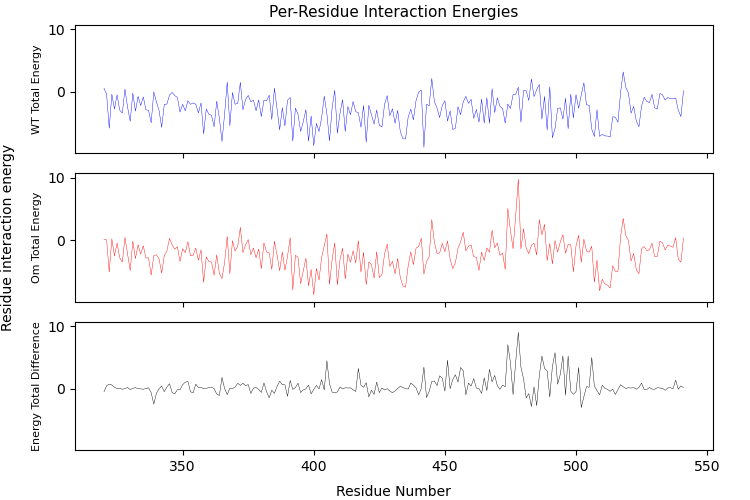 Per-Residue Interaction Energies
Residue interaction energy
WT Total Energy
10
0
Om Total Energy
10
0
Energy Total Difference
10
0
350
400
450
500
550
Residue Number